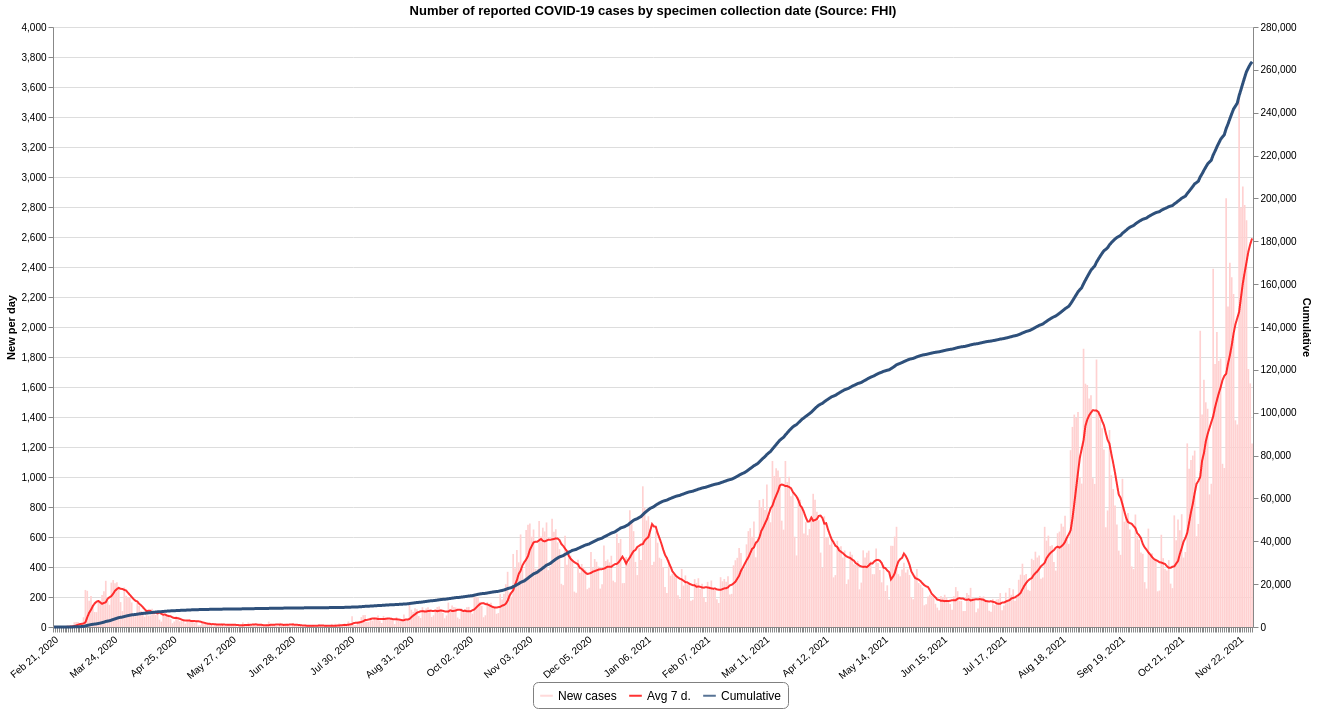 Number of reported COVID-19 cases by specimen collection date (Source: FHI)
4,000
3,800
3,600
3,400
3,200
3,000
2,800
2,600
2,400
2,200
2,000
1,800
1,600
1,400
1,200
1,000
800
600
400
200
0
New per day
280,000
260,000
240,000
220,000
200,000
180,000
160,000
140,000
120,000
100,000
80,000
60,000
40,000
20,000
0
Cumulative
Feb 21, 2020
Mar 24, 2020
Apr 25, 2020
May 27, 2020
Jun 28, 2020
Jul 30, 2020
Aug 31, 2020
Oct 02, 2020
Nov 03, 2020
Dec 05, 2020
Jan 06, 2021
Feb 07, 2021
Mar 11, 2021
Apr 12, 2021
May 14, 2021
Jun 15, 2021
Jul 17, 2021
Aug 18, 2021
Sep 19, 2021
Oct 21, 2021
Nov 22, 2021
New cases Avg 7 d. Cumulative